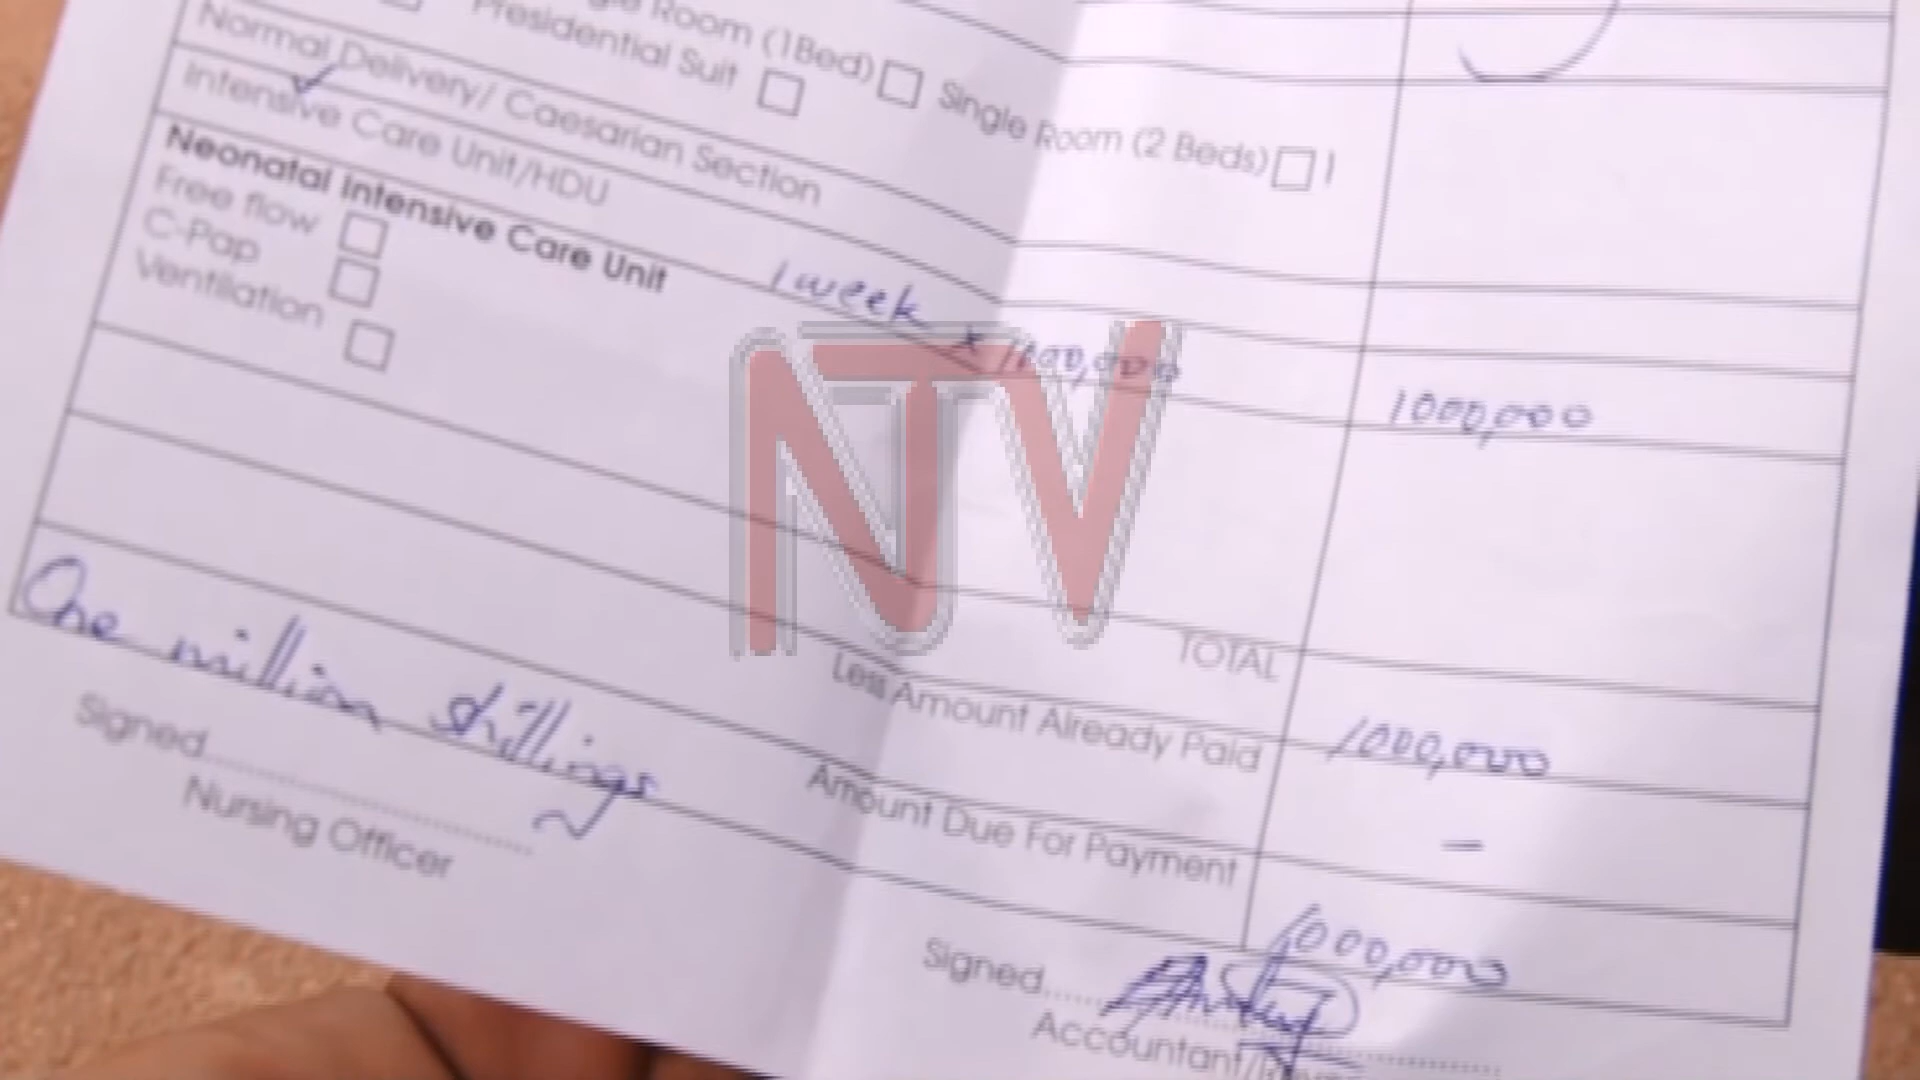 Room (1Bed) Single Room (2 Beds)
Presidential Suit
Normal Delivery/ Caesarian Section
Intensive Care Unit/HDU
Neonatal Intensive Care Unit 1 week x 1000,000 1000,000
Free flow
C-Pap
Ventilation
TOTAL 1000,000
Less Amount Already Paid –
Amount Due For Payment 1000,000
One million shillings
Signed
Nursing Officer
Signed
Accountant/
NTV